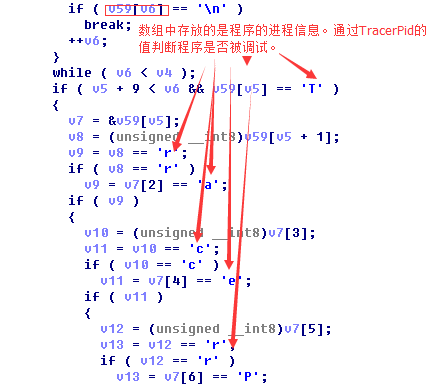 if ( v59[v6] == '\n' )
break;
数组中存放的是程序的进程信息。通过TracerPid的
++v6;
值判断程序是否被调试。
}
while ( v6 < v4 );
if ( v5 + 9 < v6 && v59[v5] == 'T' )
{
v7 = &v59[v5];
v8 = (unsigned __int8)v59[v5 + 1];
v9 = v8 == 'r';
if ( v8 == 'r' )
v9 = v7[2] == 'a';
if ( v9 )
{
v10 = (unsigned __int8)v7[3];
v11 = v10 == 'c';
if ( v10 == 'c' )
v11 = v7[4] == 'e';
if ( v11 )
{
v12 = (unsigned __int8)v7[5];
v13 = v12 == 'r';
if ( v12 == 'r' )
v13 = v7[6] == 'P';